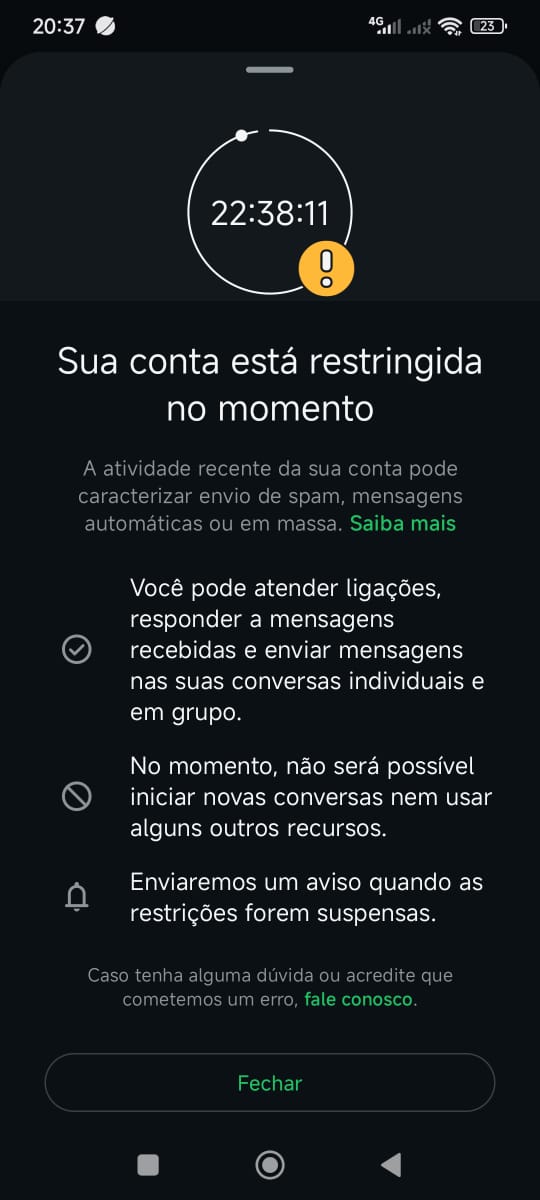 20:37
4G
23
22:38:11
Sua conta está restringida
no momento
A atividade recente da sua conta pode
caracterizar envio de spam, mensagens
automáticas ou em massa. Saiba mais
Você pode atender ligações,
responder a mensagens
recebidas e enviar mensagens
nas suas conversas individuais e
em grupo.
No momento, não será possível
iniciar novas conversas nem usar
alguns outros recursos.
Enviaremos um aviso quando as
restrições forem suspensas.
Caso tenha alguma dúvida ou acredite que
cometemos um erro, fale conosco.
Fechar